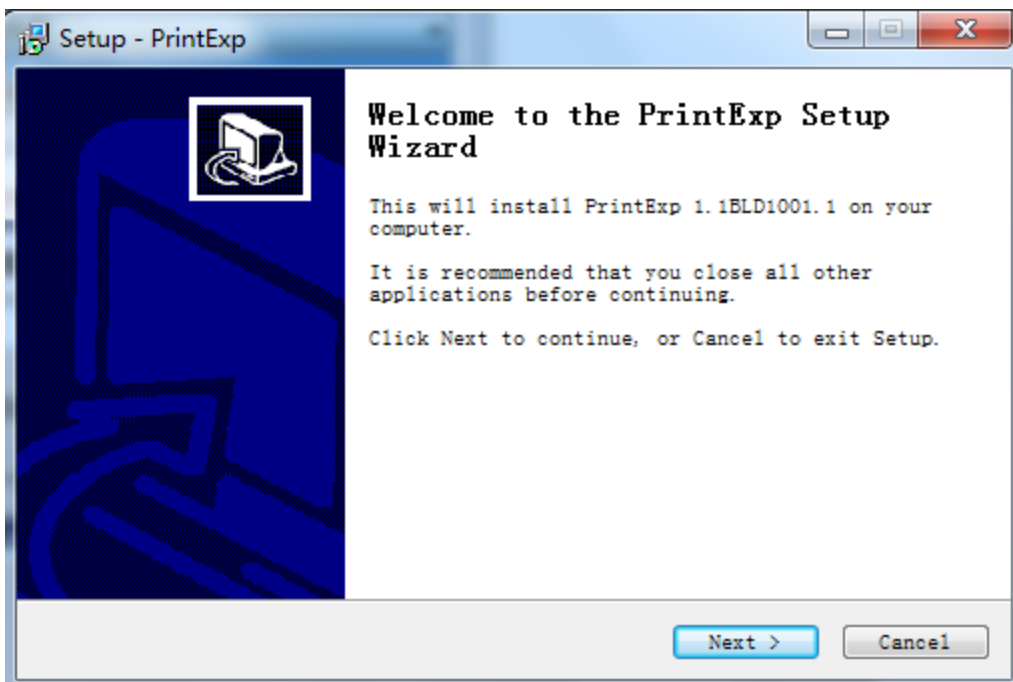 Setup - PrintExp
Welcome to the PrintExp Setup
Wizard
This will install PrintExp 1.1BLD1001.1 on your
computer.
It is recommended that you close all other
applications before continuing.
Click Next to continue, or Cancel to exit Setup.
Next >
Cancel